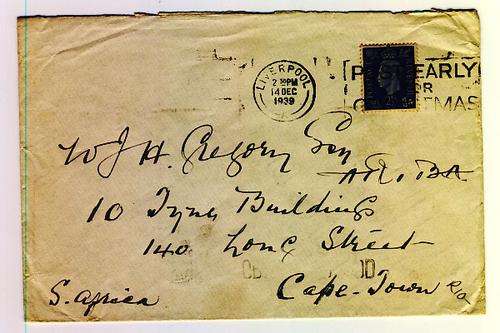 LIVERPOOL
2 30PM
14 DEC
1939
POST EARLY
FOR
CHRISTMAS
W J H. Gregory Esq
10 Tyne Buildings
140 Long Street
Cape-Town
S. Africa